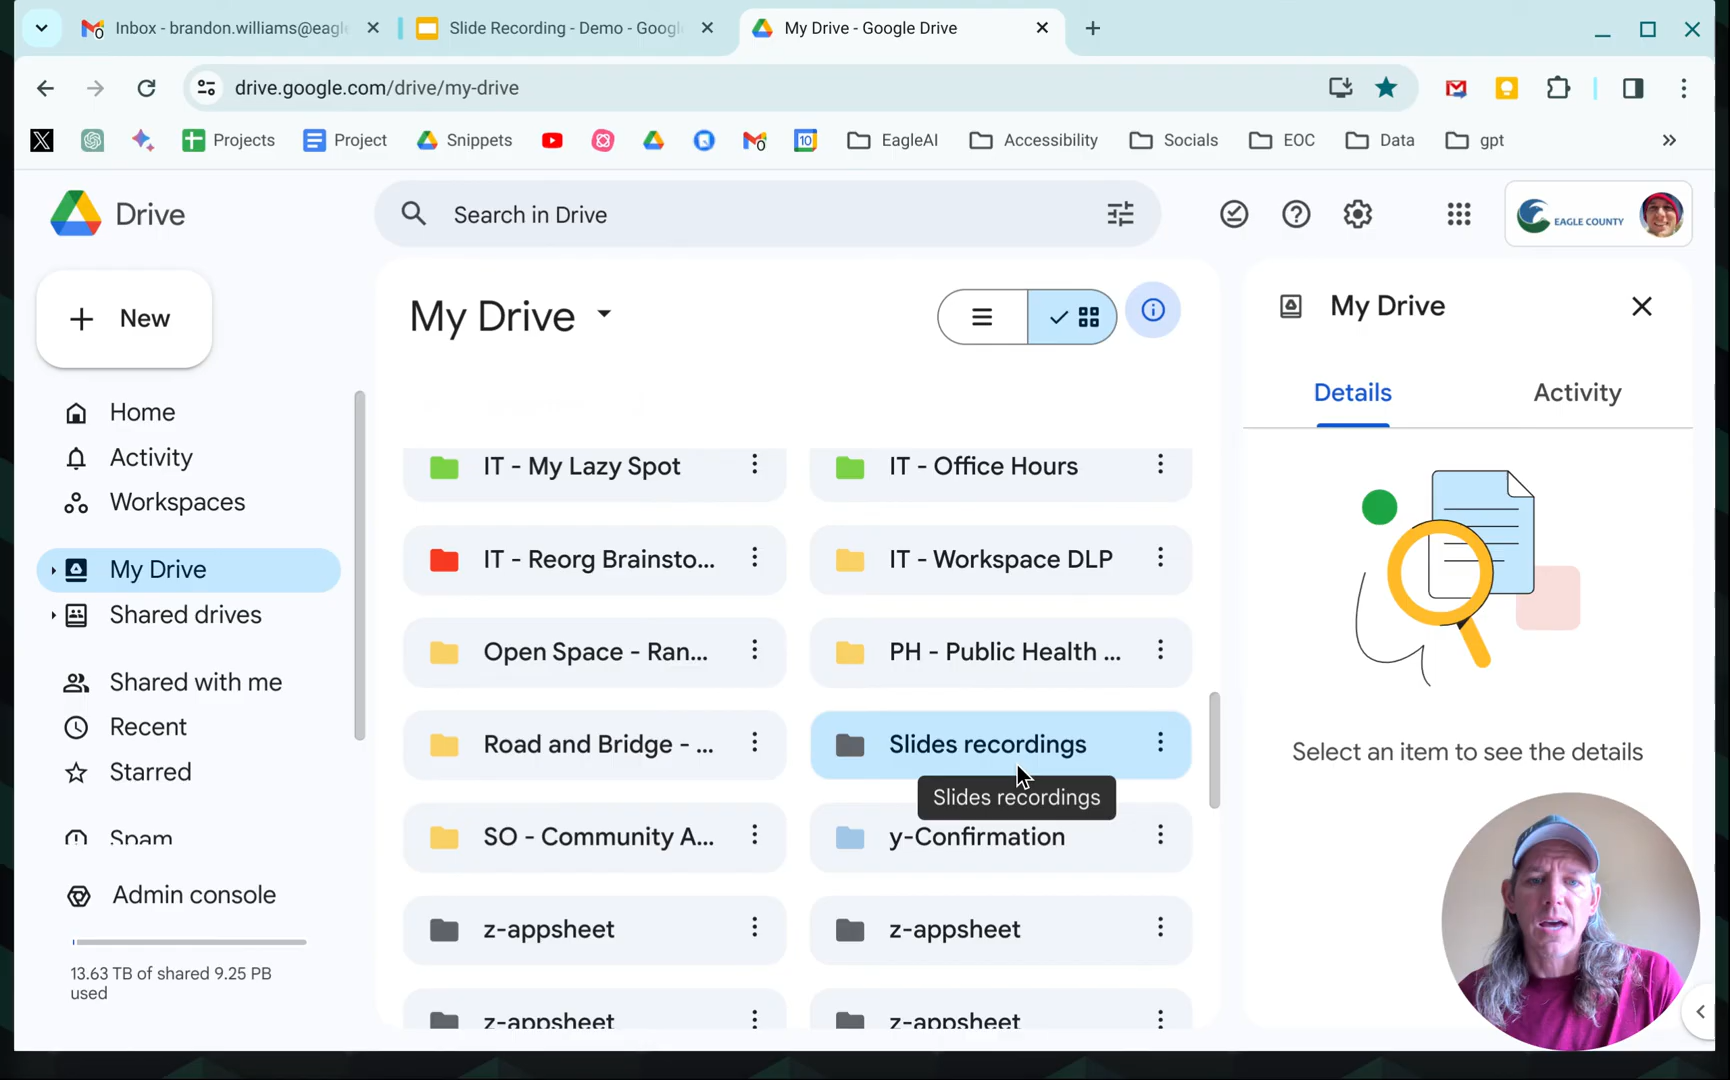 Inbox - brandon.williams@eagle
Slide Recording - Demo - Googl
My Drive - Google Drive
drive.google.com/drive/my-drive
Projects
Project
Snippets
10
EagleAI
Accessibility
Socials
EOC
Data
gpt
Drive
Search in Drive
EAGLE COUNTY
New
My Drive
My Drive
Details
Activity
Home
Activity
Workspaces
My Drive
Shared drives
Shared with me
Recent
Starred
Spam
Admin console
13.63 TB of shared 9.25 PB
used
IT - My Lazy Spot
IT - Office Hours
IT - Reorg Brainsto...
IT - Workspace DLP
Open Space - Ran...
PH - Public Health ...
Road and Bridge - ...
Slides recordings
Slides recordings
SO - Community A...
y-Confirmation
z-appsheet
z-appsheet
z-appsheet
z-appsheet
Select an item to see the details